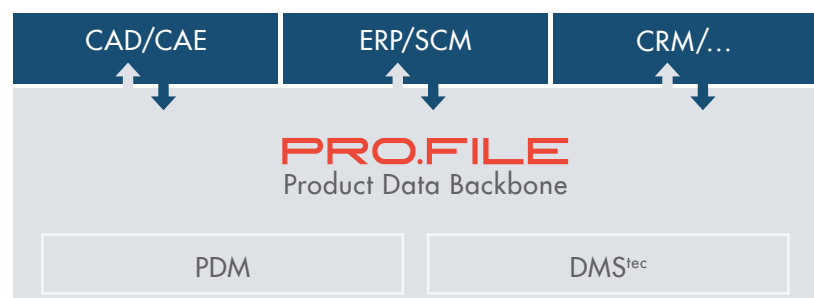 CAD/CAE
ERP/SCM
CRM/...
PRO.FILE
Product Data Backbone
PDM
DMStec